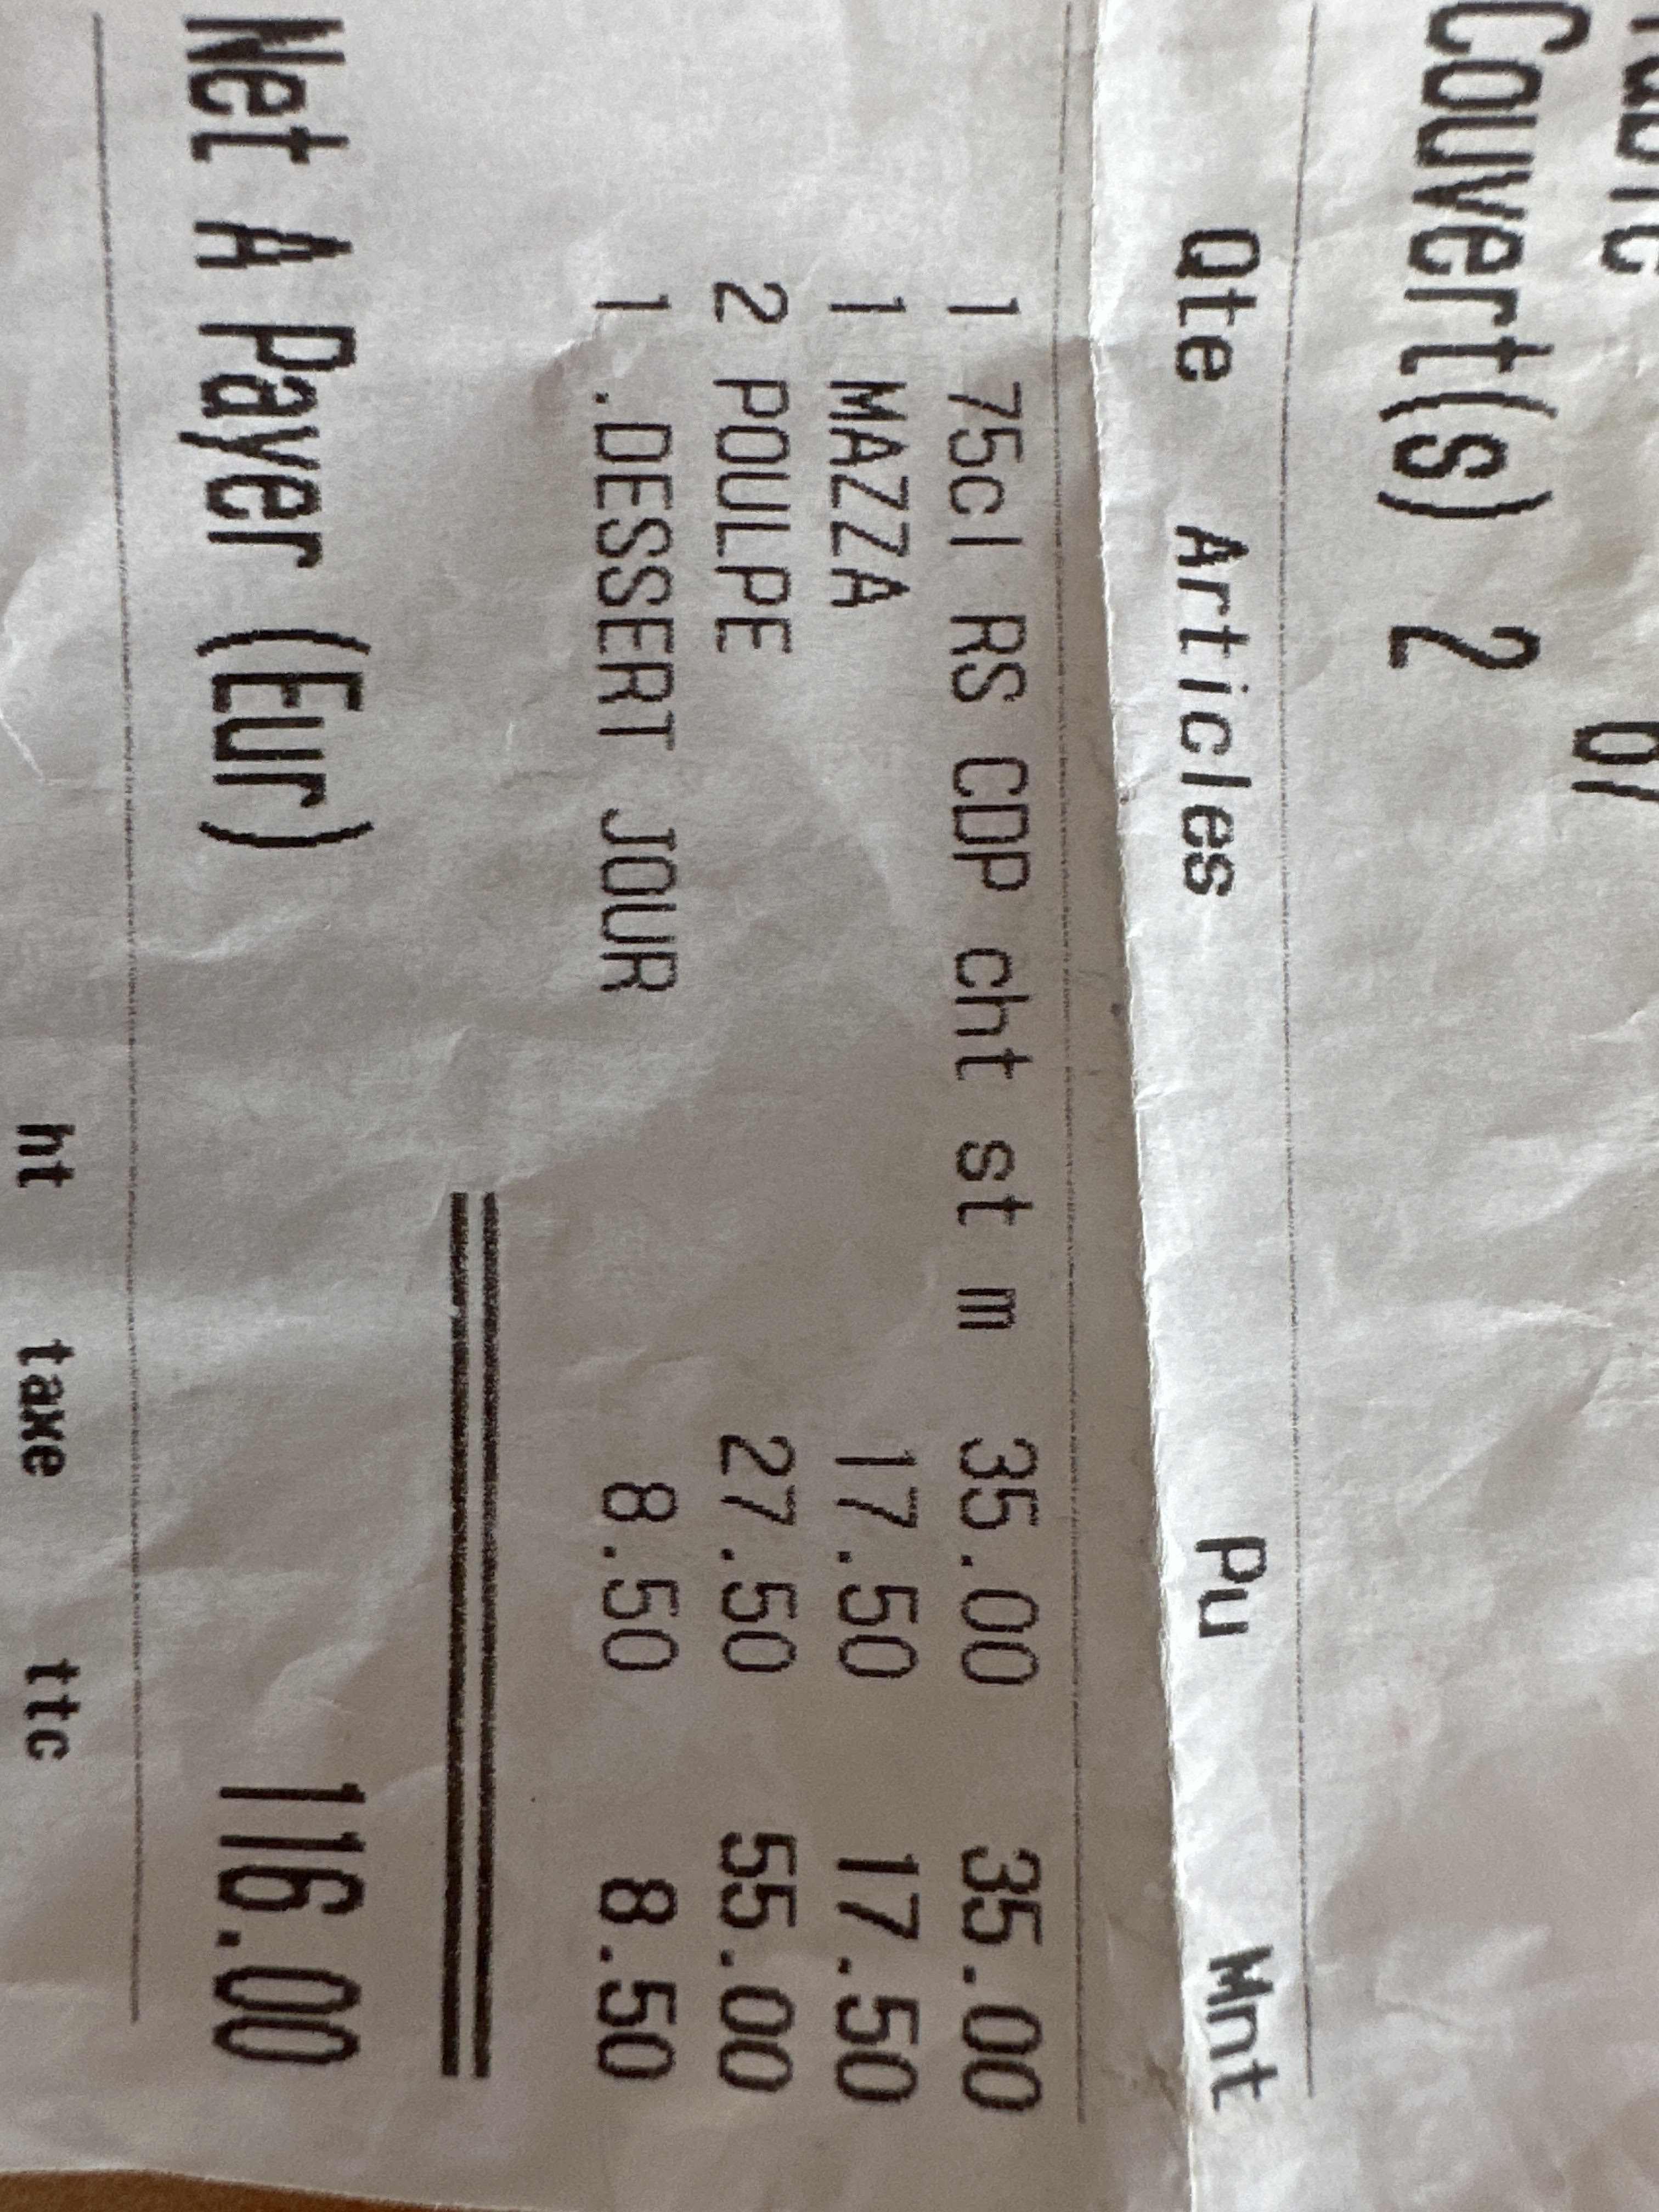 Couvert(s) 2
Qte Articles Pu Mnt
1 75cl RS CDP cht st m 35.00 35.00
1 MAZZA 17.50 17.50
2 POULPE 27.50 55.00
1 .DESSERT JOUR 8.50 8.50
Net A Payer (Eur) 116.00
ht taxe ttc